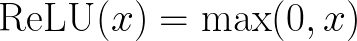 ReLU(x) = max(0, x)